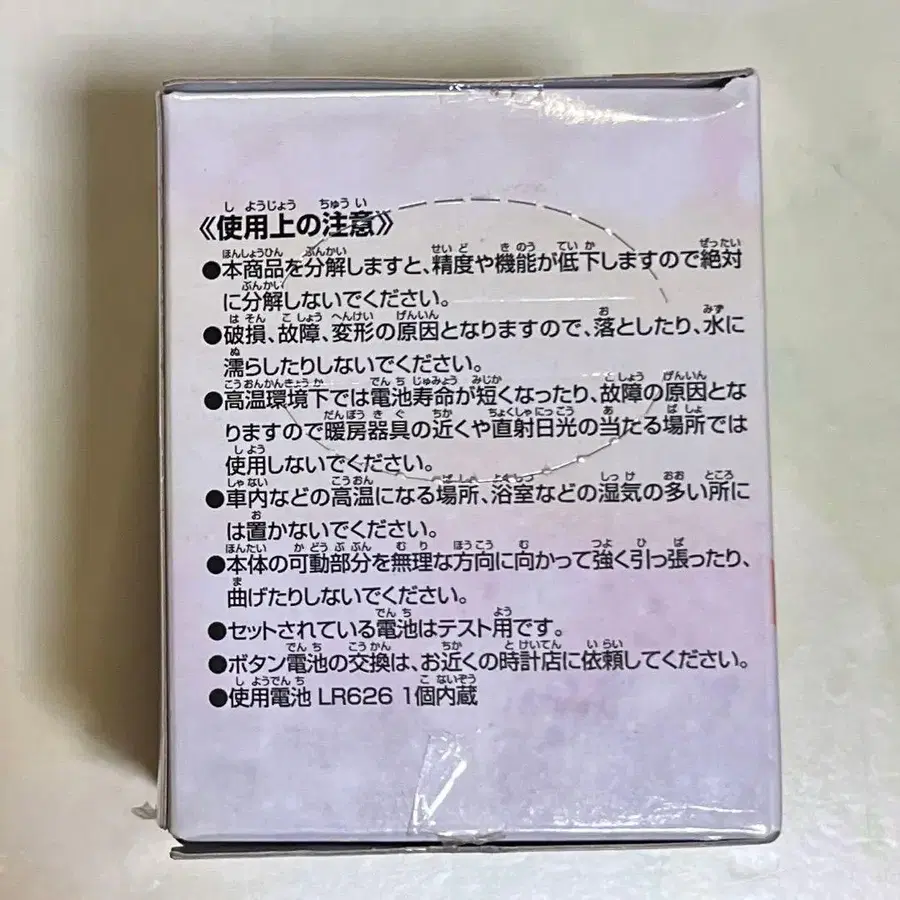 《使用上の注意》
●本商品を分解しますと、精度や機能が低下しますので絶対
に分解しないでください。
●破損、故障、変形の原因となりますので、落としたり、水に
濡らしたりしないでください。
●高温環境下では電池寿命が短くなったり、故障の原因とな
りますので暖房器具の近くや直射日光の当たる場所では
使用しないでください。
●車内などの高温になる場所、浴室などの湿気の多い所に
は置かないでください。
●本体の可動部分を無理な方向に向かって強く引っ張ったり、
曲げたりしないでください。
●セットされている電池はテスト用です。
●ボタン電池の交換は、お近くの時計店に依頼してください。
●使用電池 LR626 1個内蔵